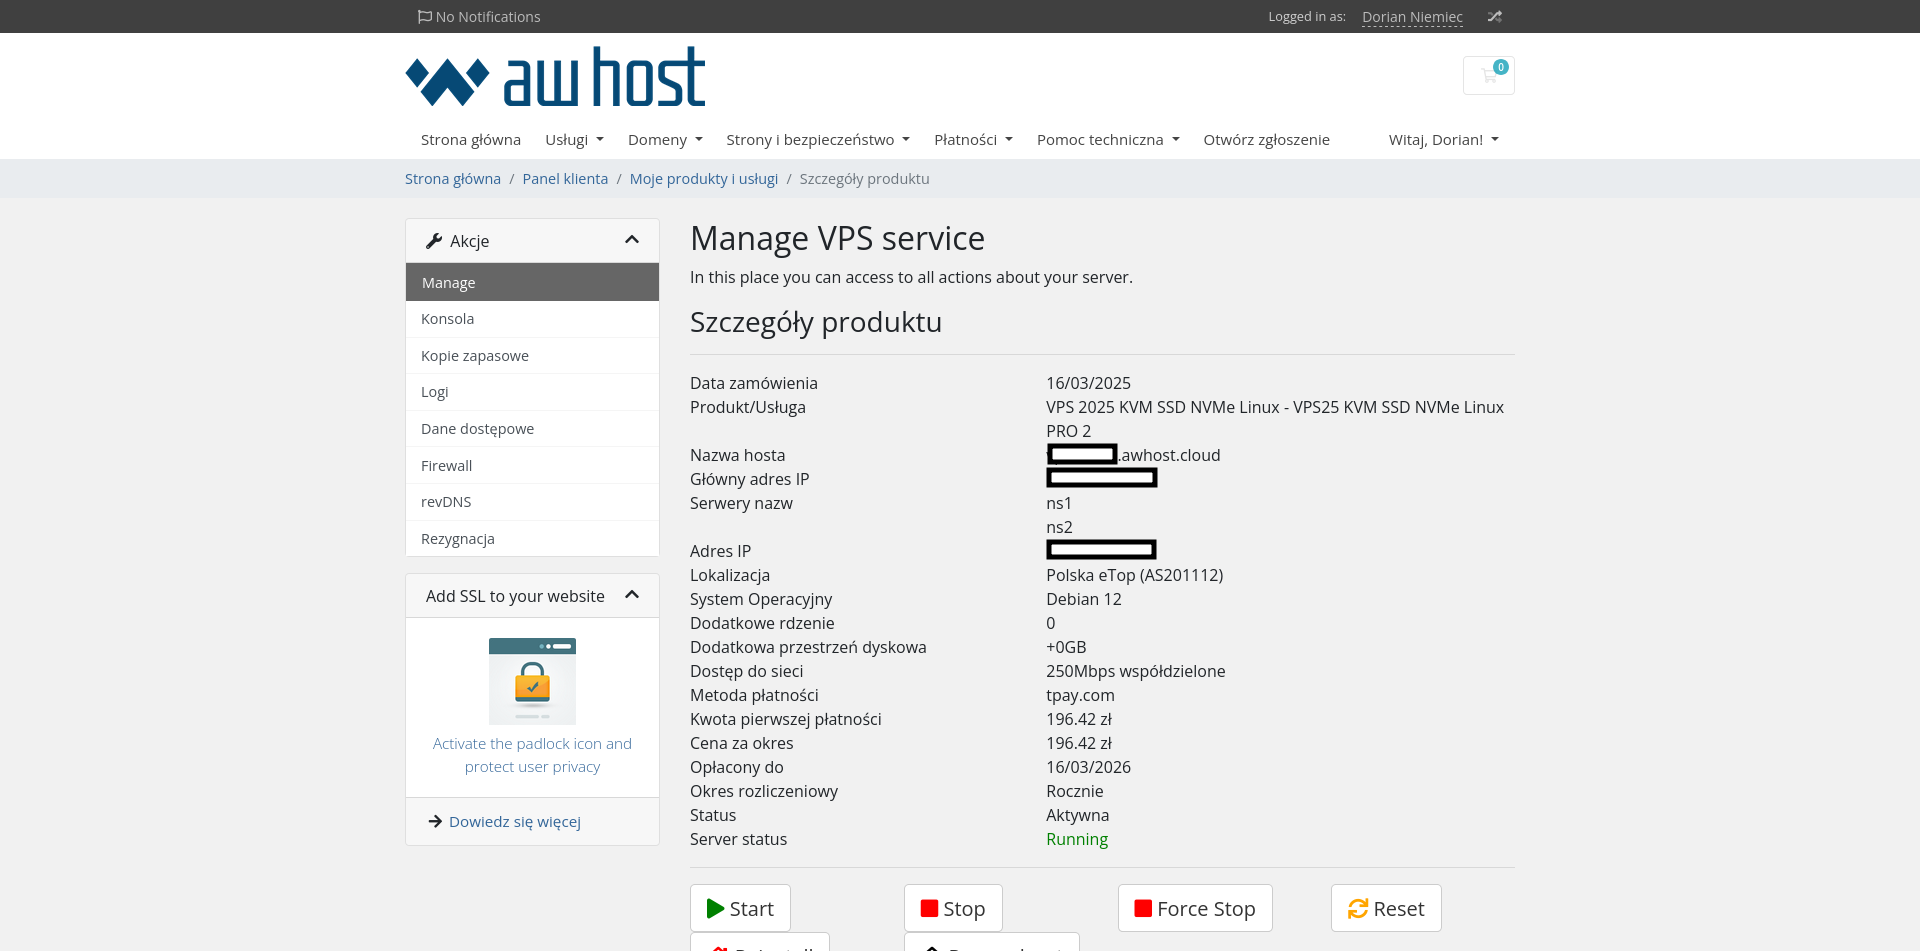 No Notifications
Logged in as: Dorian Niemiec
aw host
0
Strona główna Usługi Domeny Strony i bezpieczeństwo Płatności Pomoc techniczna Otwórz zgłoszenie Witaj, Dorian!
Strona główna / Panel klienta / Moje produkty i usługi / Szczegóły produktu
Akcje
Manage
Konsola
Kopie zapasowe
Logi
Dane dostępowe
Firewall
revDNS
Rezygnacja
Add SSL to your website
Activate the padlock icon and
protect user privacy
Dowiedz się więcej
Manage VPS service
In this place you can access to all actions about your server.
Szczegóły produktu
Data zamówienia 16/03/2025
Produkt/Usługa VPS 2025 KVM SSD NVMe Linux - VPS25 KVM SSD NVMe Linux
PRO 2
Nazwa hosta .awhost.cloud
Główny adres IP
Serwery nazw ns1
ns2
Adres IP
Lokalizacja Polska eTop (AS201112)
System Operacyjny Debian 12
Dodatkowe rdzenie 0
Dodatkowa przestrzeń dyskowa +0GB
Dostęp do sieci 250Mbps współdzielone
Metoda płatności tpay.com
Kwota pierwszej płatności 196.42 zł
Cena za okres 196.42 zł
Opłacony do 16/03/2026
Okres rozliczeniowy Rocznie
Status Aktywna
Server status Running
Start Stop Force Stop Reset